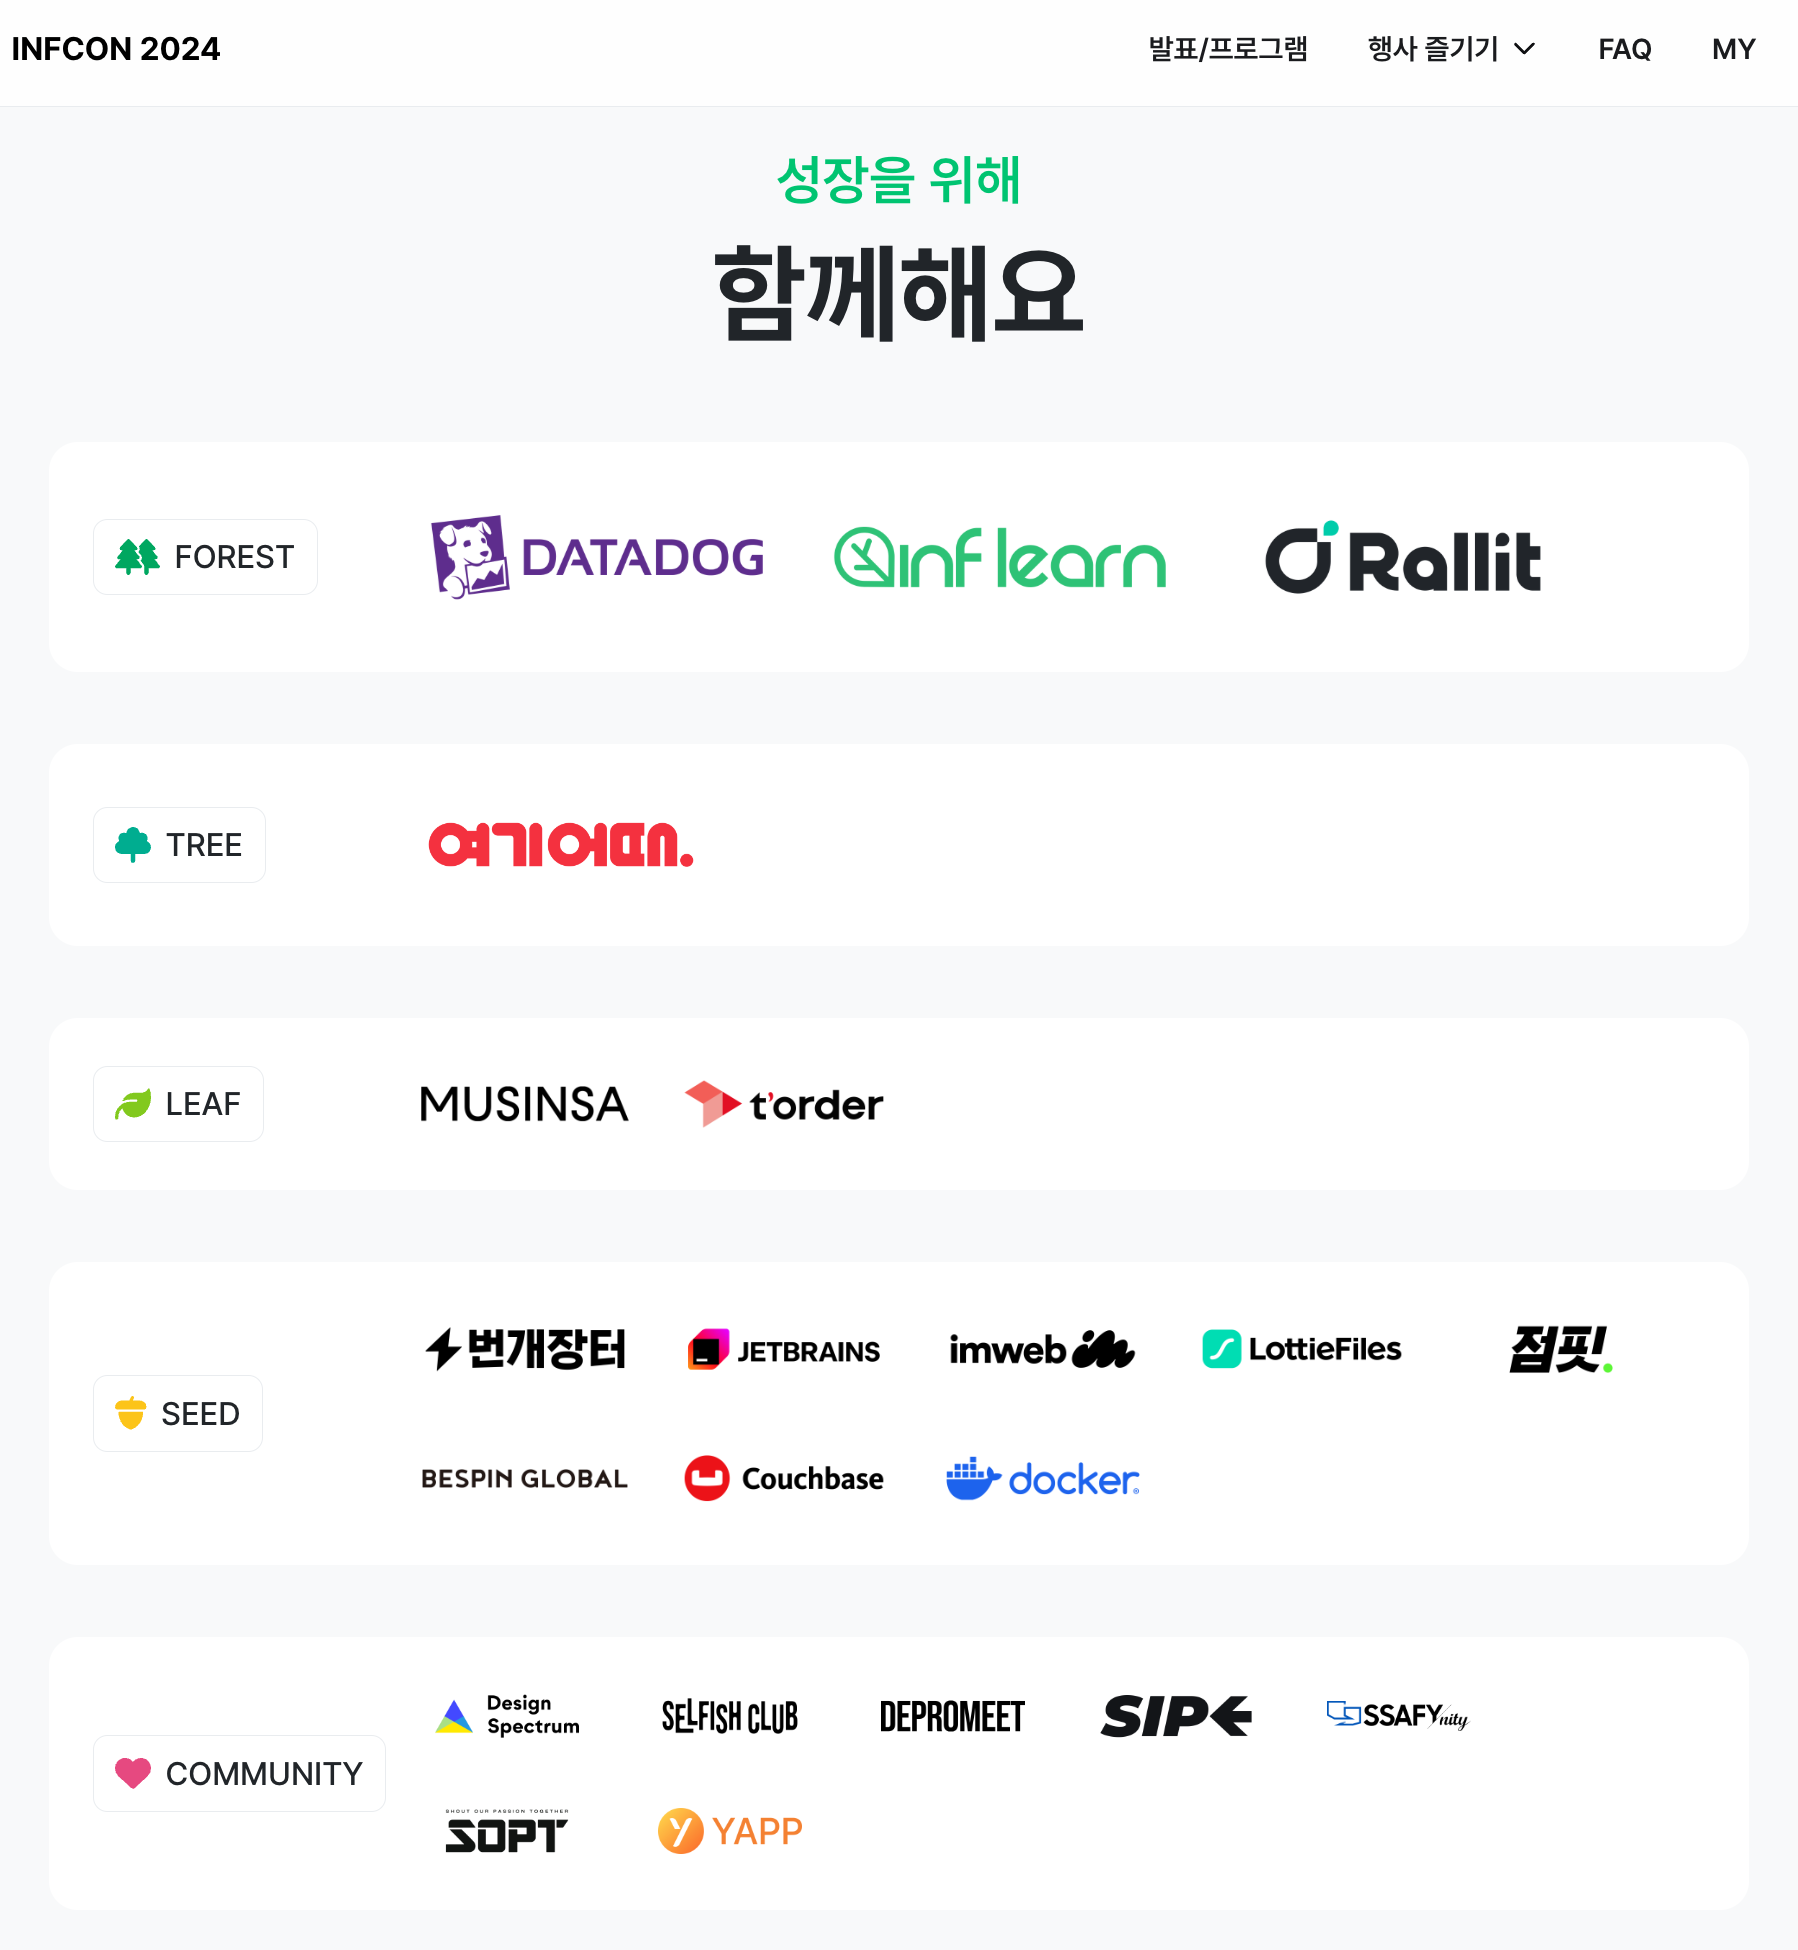 INFCON 2024
발표/프로그램
행사 즐기기
FAQ
MY
성장을 위해
함께해요
FOREST
DATADOG
inflearn
Rallit
TREE
여기어때.
LEAF
MUSINSA
t'order
SEED
번개장터
JETBRAINS
imweb
LottieFiles
점핏.
BESPIN GLOBAL
Couchbase
docker®
COMMUNITY
Design
Spectrum
SELFISH CLUB
DEPROMEET
SIPE
SSAFYnity
SHOUT OUR PASSION TOGETHER
SOPT
YAPP